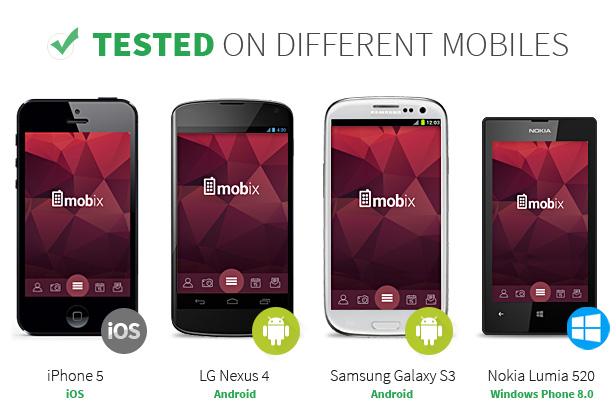 TESTED ON DIFFERENT MOBILES
NOKIA
4:20
12:03
mobix
mobix
mobix
mobix
iOS
iPhone 5
LG Nexus 4
Samsung Galaxy S3
Nokia Lumia 520
iOS
Android
Android
Windows Phone 8.0